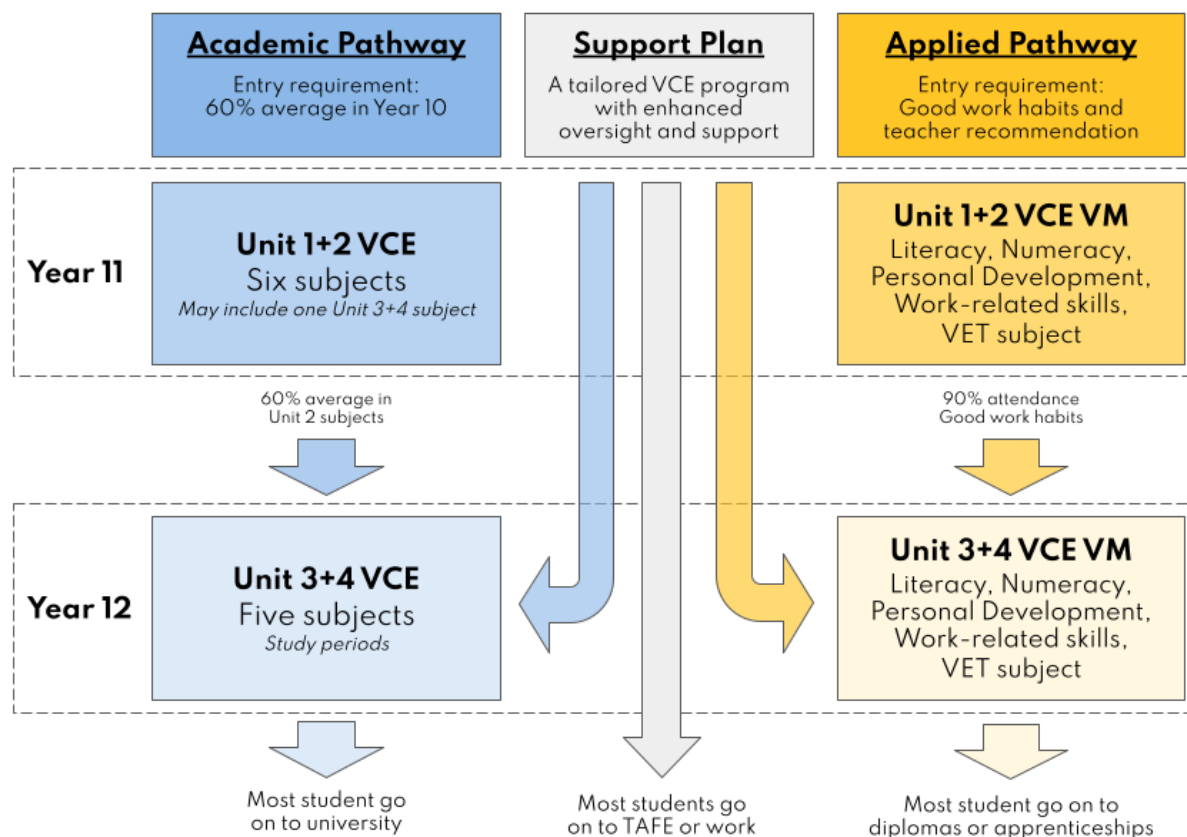 Academic Pathway
Entry requirement:
60% average in Year 10
Support Plan
A tailored VCE program
with enhanced
oversight and support
Applied Pathway
Entry requirement:
Good work habits and
teacher recommendation
Year 11
Unit 1+2 VCE
Six subjects
May include one Unit 3+4 subject
Unit 1+2 VCE VM
Literacy, Numeracy,
Personal Development,
Work-related skills,
VET subject
60% average in
Unit 2 subjects
90% attendance
Good work habits
Year 12
Unit 3+4 VCE
Five subjects
Study periods
Unit 3+4 VCE VM
Literacy, Numeracy,
Personal Development,
Work-related skills,
VET subject
Most student go
on to university
Most students go
on to TAFE or work
Most student go on to
diplomas or apprenticeships